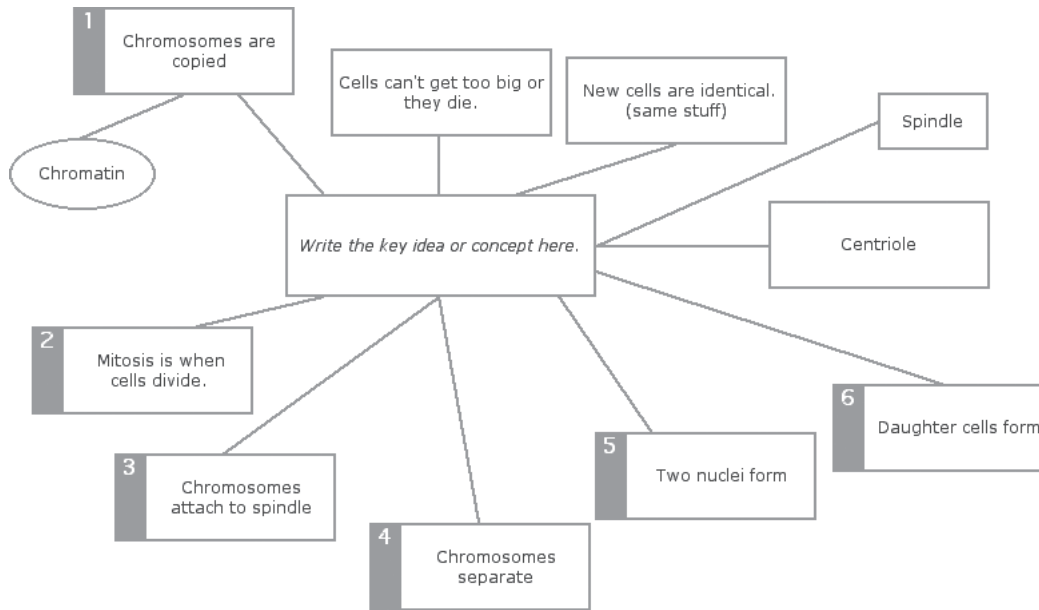 1
Chromosomes are
copied
Cells can't get too big or
they die.
New cells are identical.
(same stuff)
Spindle
Chromatin
Write the key idea or concept here.
Centriole
2
Mitosis is when
cells divide.
3
Chromosomes
attach to spindle
4
Chromosomes
separate
5
Two nuclei form
6
Daughter cells form